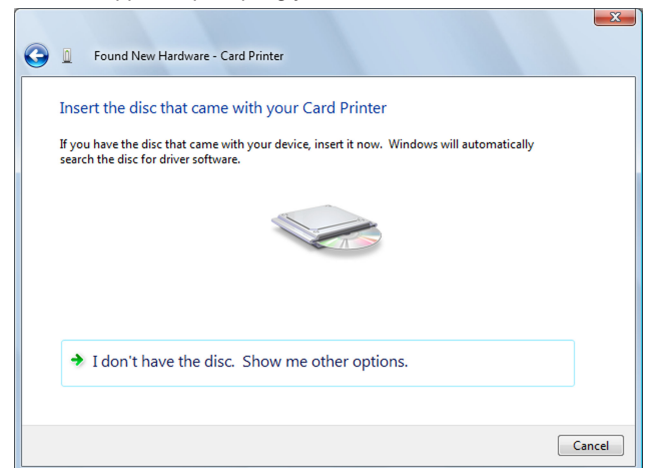 Found New Hardware - Card Printer
Insert the disc that came with your Card Printer
If you have the disc that came with your device, insert it now.  Windows will automatically
search the disc for driver software.
I don't have the disc.  Show me other options.
Cancel